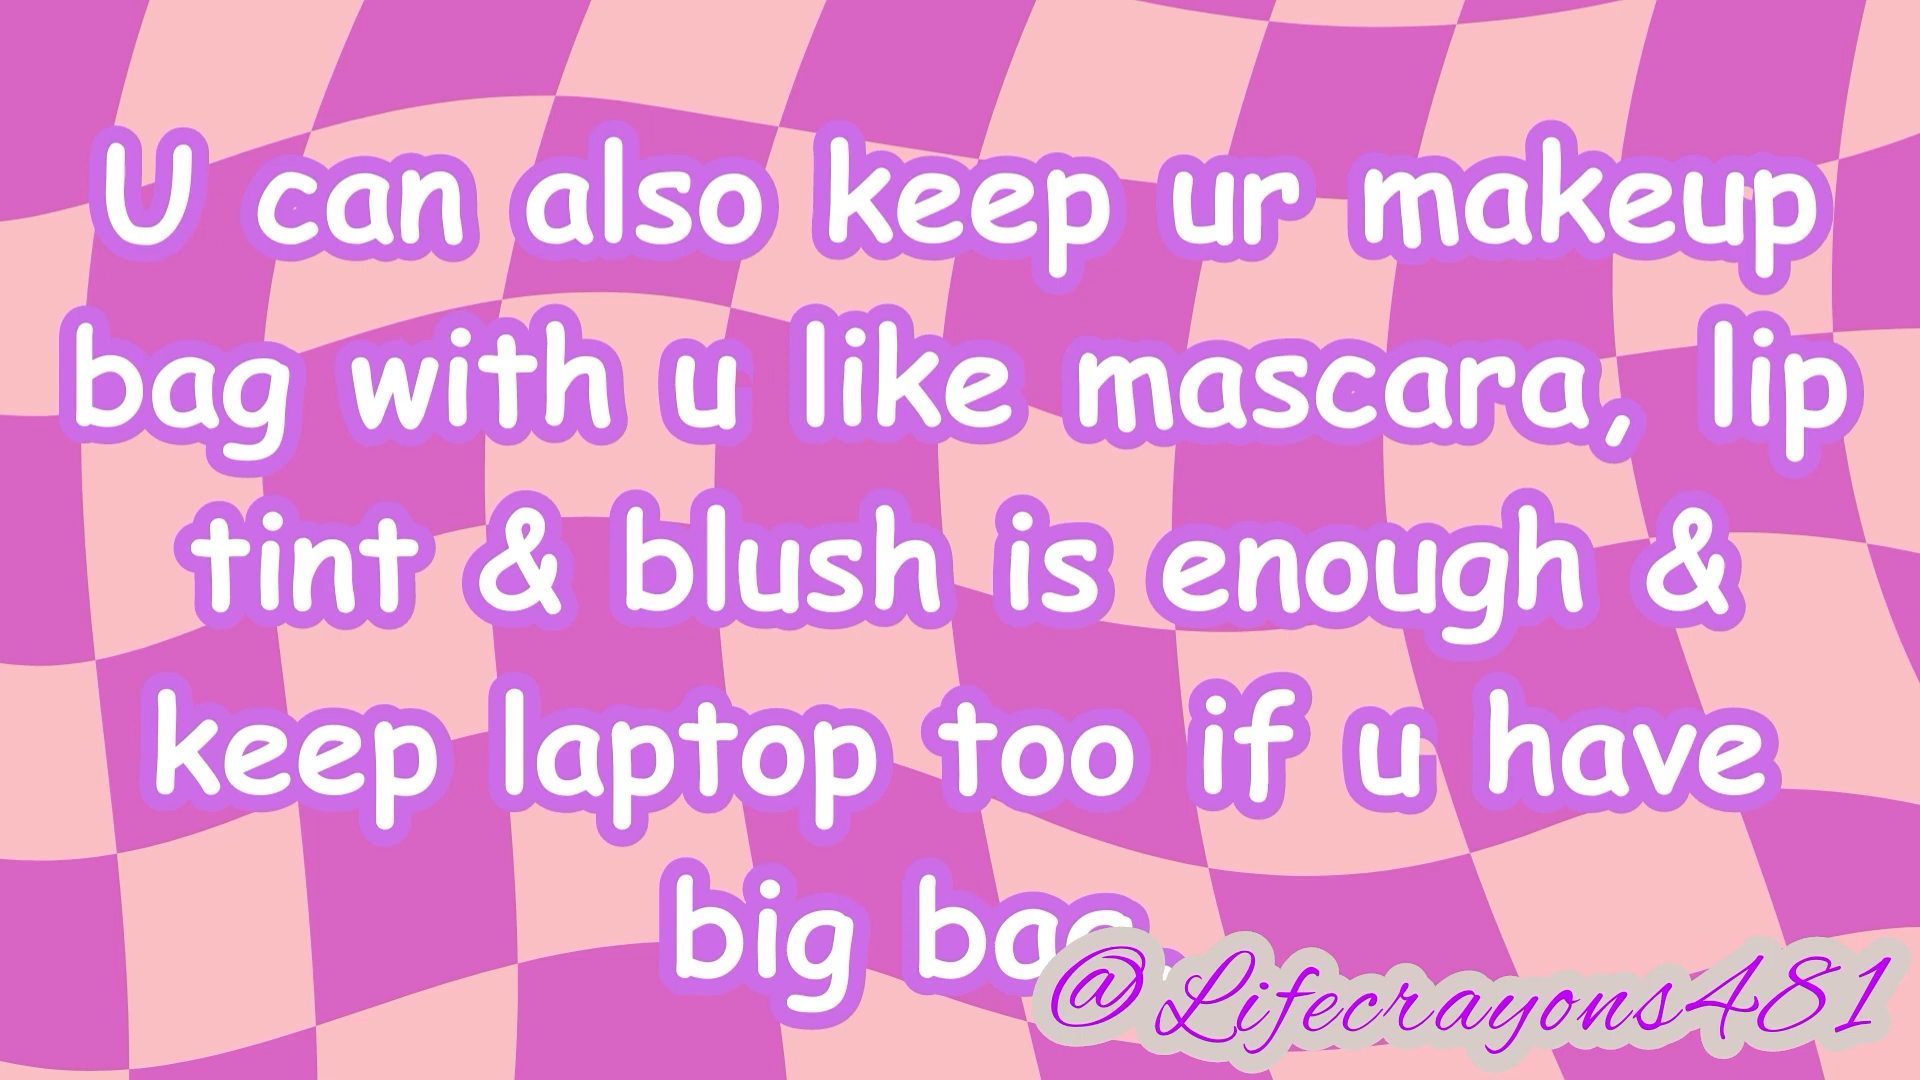 U can also keep ur makeup
bag with u like mascara, lip
tint & blush is enough &
keep laptop too if u have
big bag.
@Lifecrayons481